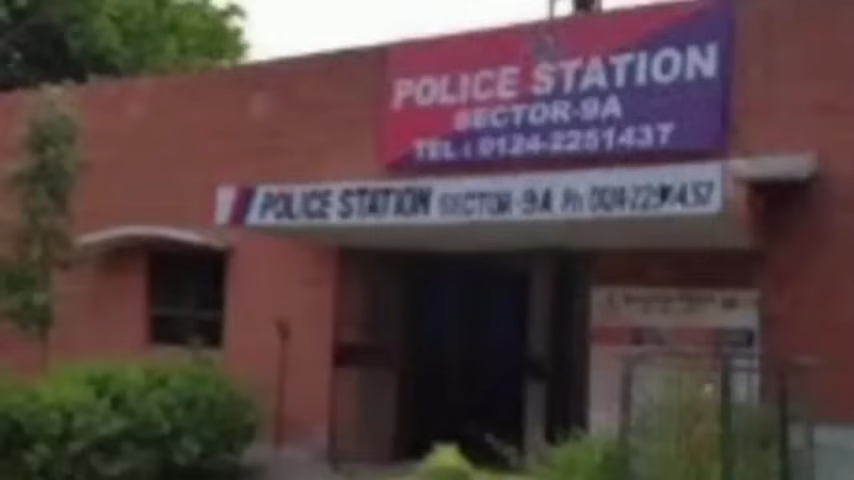 POLICE STATION
SECTOR-9A
TEL : 0124-2251437
POLICE STATION SECTOR-9A Ph